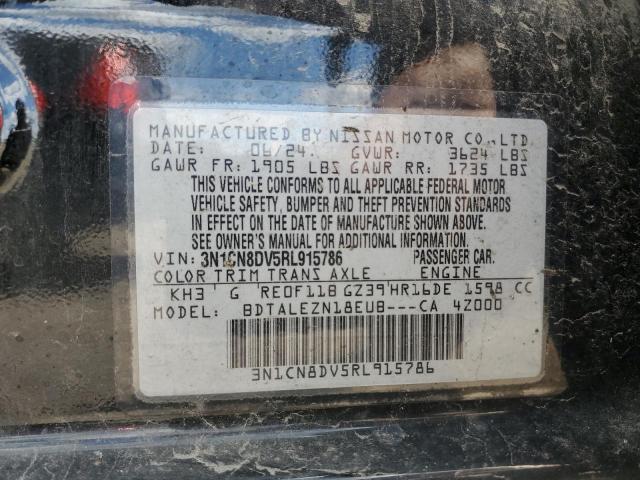 MANUFACTURED BY NISSAN MOTOR CO.,LTD.
DATE: 06/24. GVWR: 3624 LBS
GAWR FR: 1905 LBS GAWR RR: 1735 LBS
THIS VEHICLE CONFORMS TO ALL APPLICABLE FEDERAL MOTOR
VEHICLE SAFETY, BUMPER AND THEFT PREVENTION STANDARDS
IN EFFECT ON THE DATE OF MANUFACTURE SHOWN ABOVE.
SEE OWNER'S MANUAL FOR ADDITIONAL INFORMATION.
VIN: 3N1CN8DV5RL915786 PASSENGER CAR.
COLOR TRIM TRANS AXLE ENGINE
KH3 G RE0F11B GZ39 HR16DE 1598 CC
MODEL: BDTALEZN18EUB---CA 4Z000
3N1CN8DV5RL915786